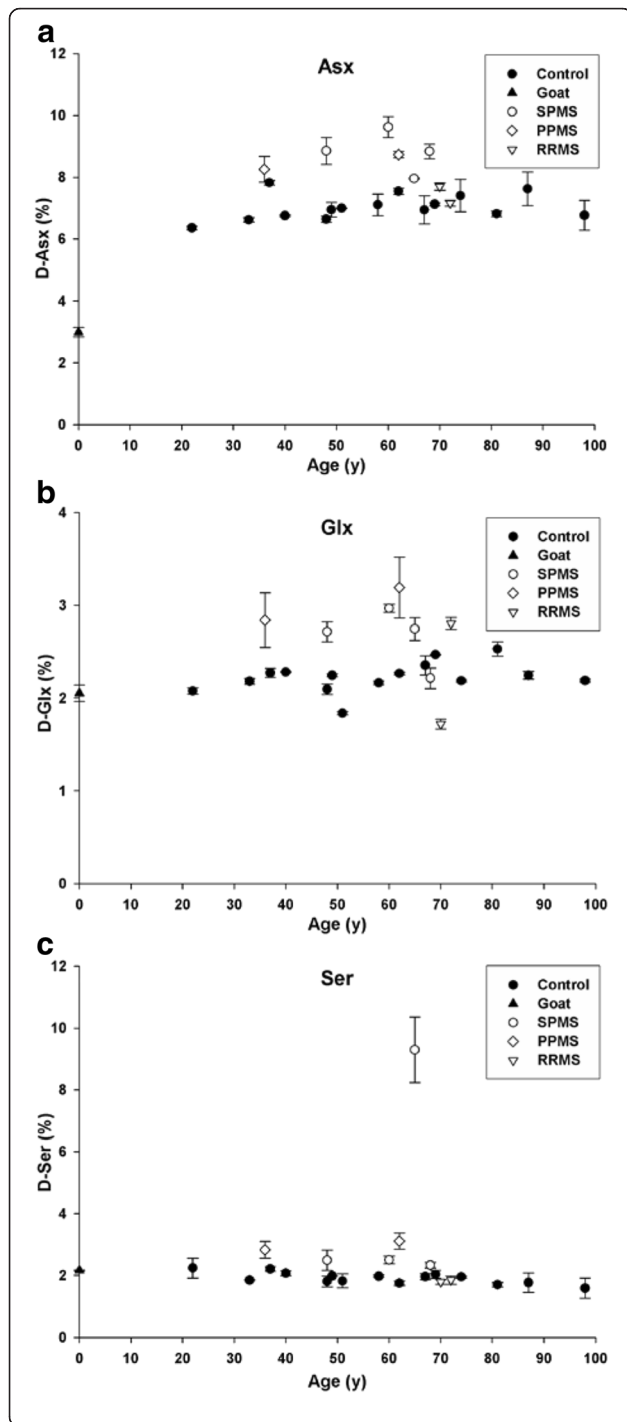 a
Asx
Control
Goat
SPMS
PPMS
RRMS
D-Asx (%)
12
10
8
6
4
2
0
0 10 20 30 40 50 60 70 80 90 100
Age (y)
b
Glx
Control
Goat
SPMS
PPMS
RRMS
D-Glx (%)
4
3
2
1
0
0 10 20 30 40 50 60 70 80 90 100
Age (y)
c
Ser
Control
Goat
SPMS
PPMS
RRMS
D-Ser (%)
12
10
8
6
4
2
0
0 10 20 30 40 50 60 70 80 90 100
Age (y)